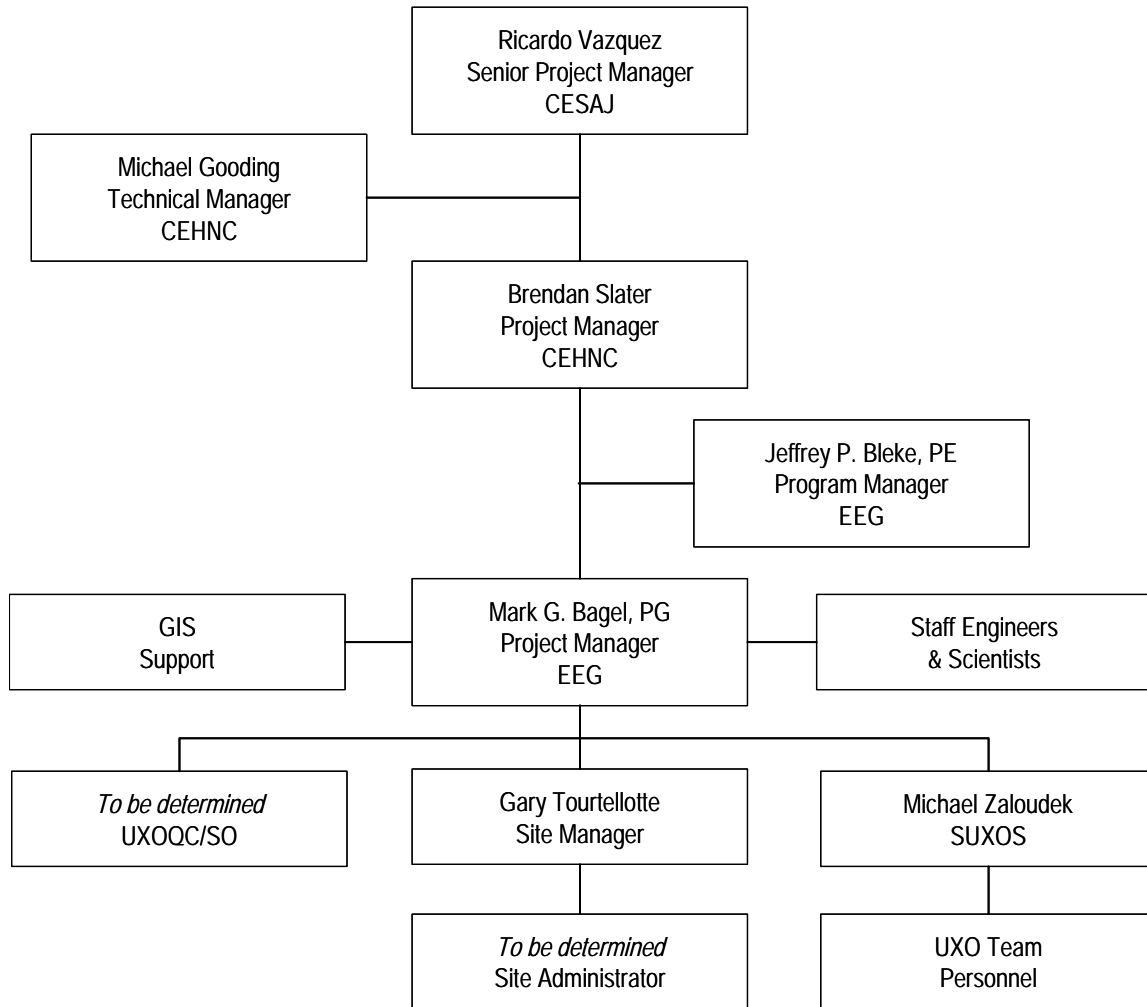 Ricardo Vazquez
Senior Project Manager
CESAJ
Michael Gooding
Technical Manager
CEHNC
Brendan Slater
Project Manager
CEHNC
Jeffrey P. Bleke, PE
Program Manager
EEG
GIS
Support
Mark G. Bagel, PG
Project Manager
EEG
Staff Engineers
& Scientists
To be determined
UXOQC/SO
Gary Tourtellotte
Site Manager
Michael Zaloudek
SUXOS
To be determined
Site Administrator
UXO Team
Personnel